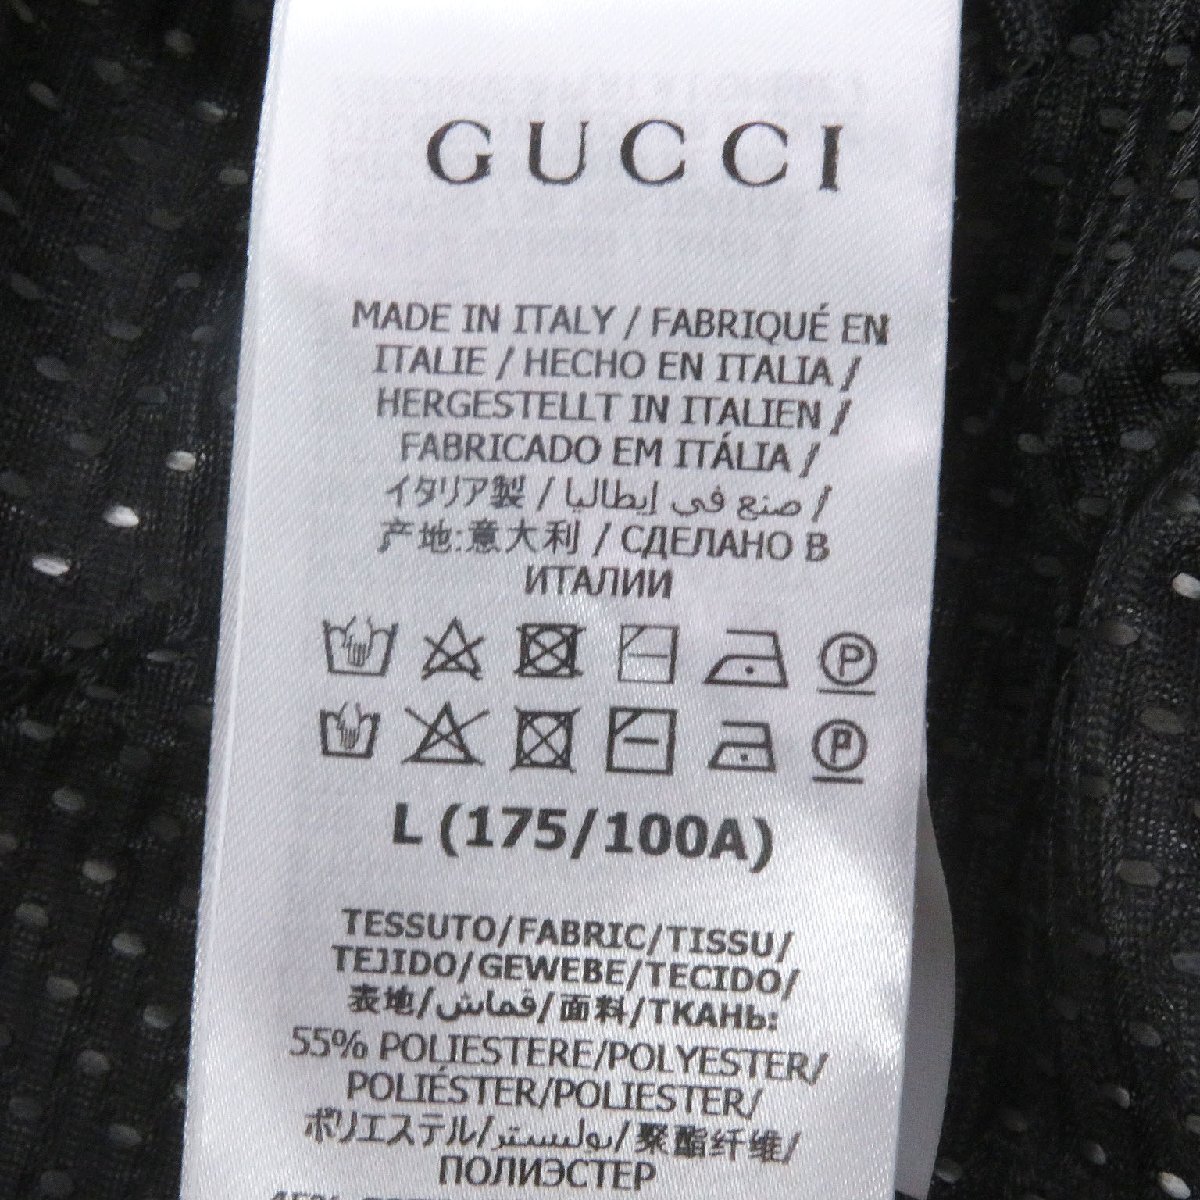 GUCCI
MADE IN ITALY / FABRIQUÉ EN
ITALIE / HECHO EN ITALIA /
HERGESTELLT IN ITALIEN /
FABRICADO EM ITÁLIA /
イタリア製 / صنع في إيطاليا /
产地:意大利 / СДЕЛАНО В
ИТАЛИИ
P
P
L (175/100A)
TESSUTO/FABRIC/TISSU/
TEJIDO/GEWEBE/TECIDO/
表地/قماش/面料/ТКАНЬ:
55% POLIESTERE/POLYESTER/
POLIÉSTER/POLIESTER/
ポリエステル/بوليستر/聚酯纤维/
ПОЛИЭСТЕР